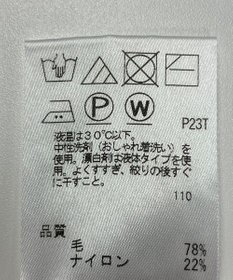 P W P23T
液温は30℃以下。
中性洗剤(おしゃれ着洗い)を
使用。漂白剤は液体タイプを使
用。よくすすぎ、絞りの後すぐ
に干すこと。
110
品質
毛 78%
ナイロン 22%